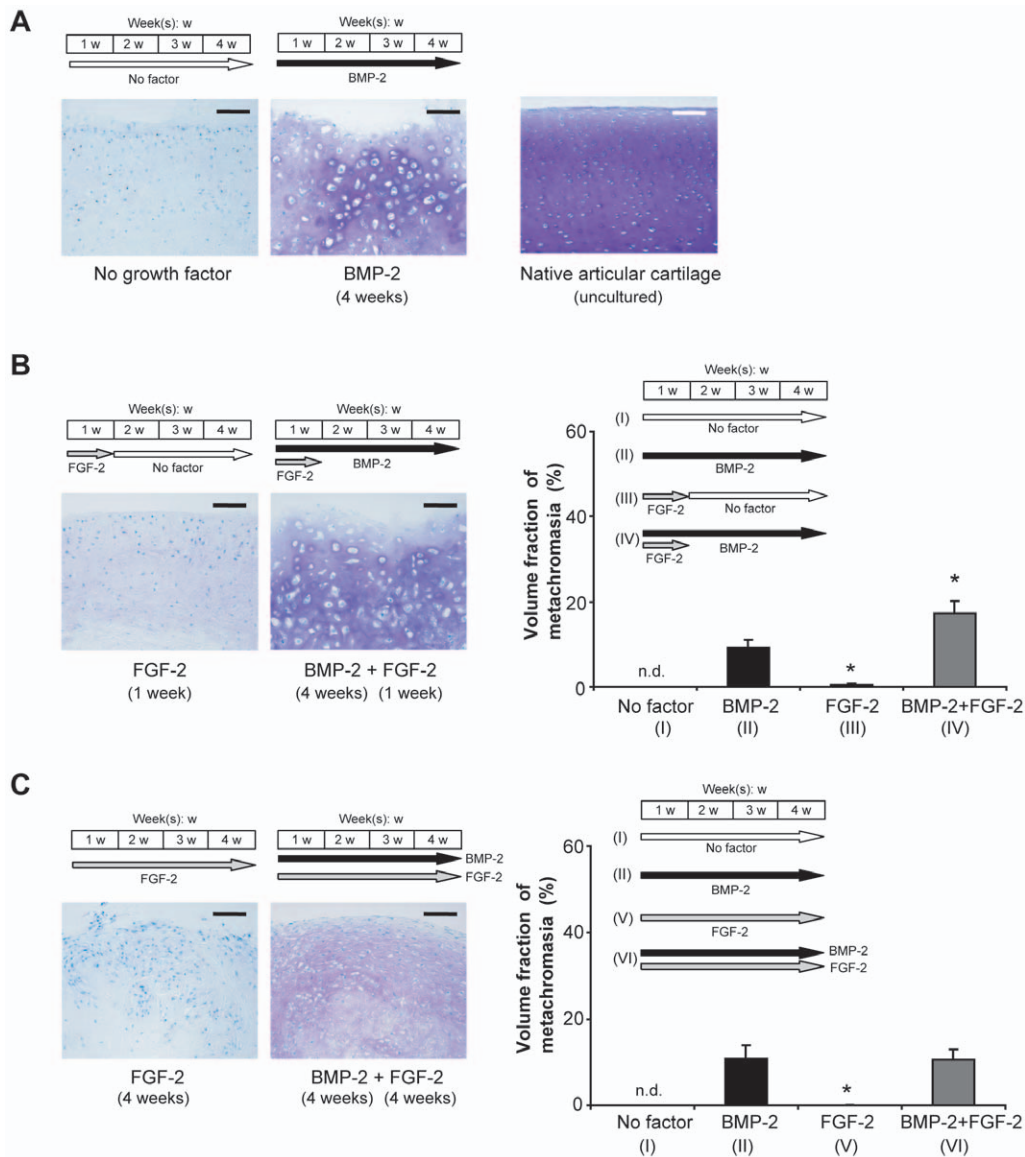 A
Week(s): w
1 w 2 w 3 w 4 w
No factor
No growth factor
Week(s): w
1 w 2 w 3 w 4 w
BMP-2
BMP-2
(4 weeks)
Native articular cartilage
(uncultured)
B
Week(s): w
1 w 2 w 3 w 4 w
FGF-2 No factor
FGF-2
(1 week)
Week(s): w
1 w 2 w 3 w 4 w
BMP-2
FGF-2
BMP-2 + FGF-2
(4 weeks) (1 week)
Week(s): w
1 w 2 w 3 w 4 w
(I)
No factor
(II)
BMP-2
(III)
FGF-2 No factor
(IV)
BMP-2
FGF-2
Volume fraction of
metachromasia (%)
60
40
20
0
n.d.
*
*
No factor BMP-2 FGF-2 BMP-2+FGF-2
(I) (II) (III) (IV)
C
Week(s): w
1 w 2 w 3 w 4 w
FGF-2
FGF-2
(4 weeks)
Week(s): w
1 w 2 w 3 w 4 w
BMP-2
FGF-2
BMP-2 + FGF-2
(4 weeks) (4 weeks)
Week(s): w
1 w 2 w 3 w 4 w
(I)
No factor
(II)
BMP-2
(V)
FGF-2
(VI)
BMP-2
FGF-2
Volume fraction of
metachromasia (%)
60
40
20
0
n.d.
*
No factor BMP-2 FGF-2 BMP-2+FGF-2
(I) (II) (V) (VI)